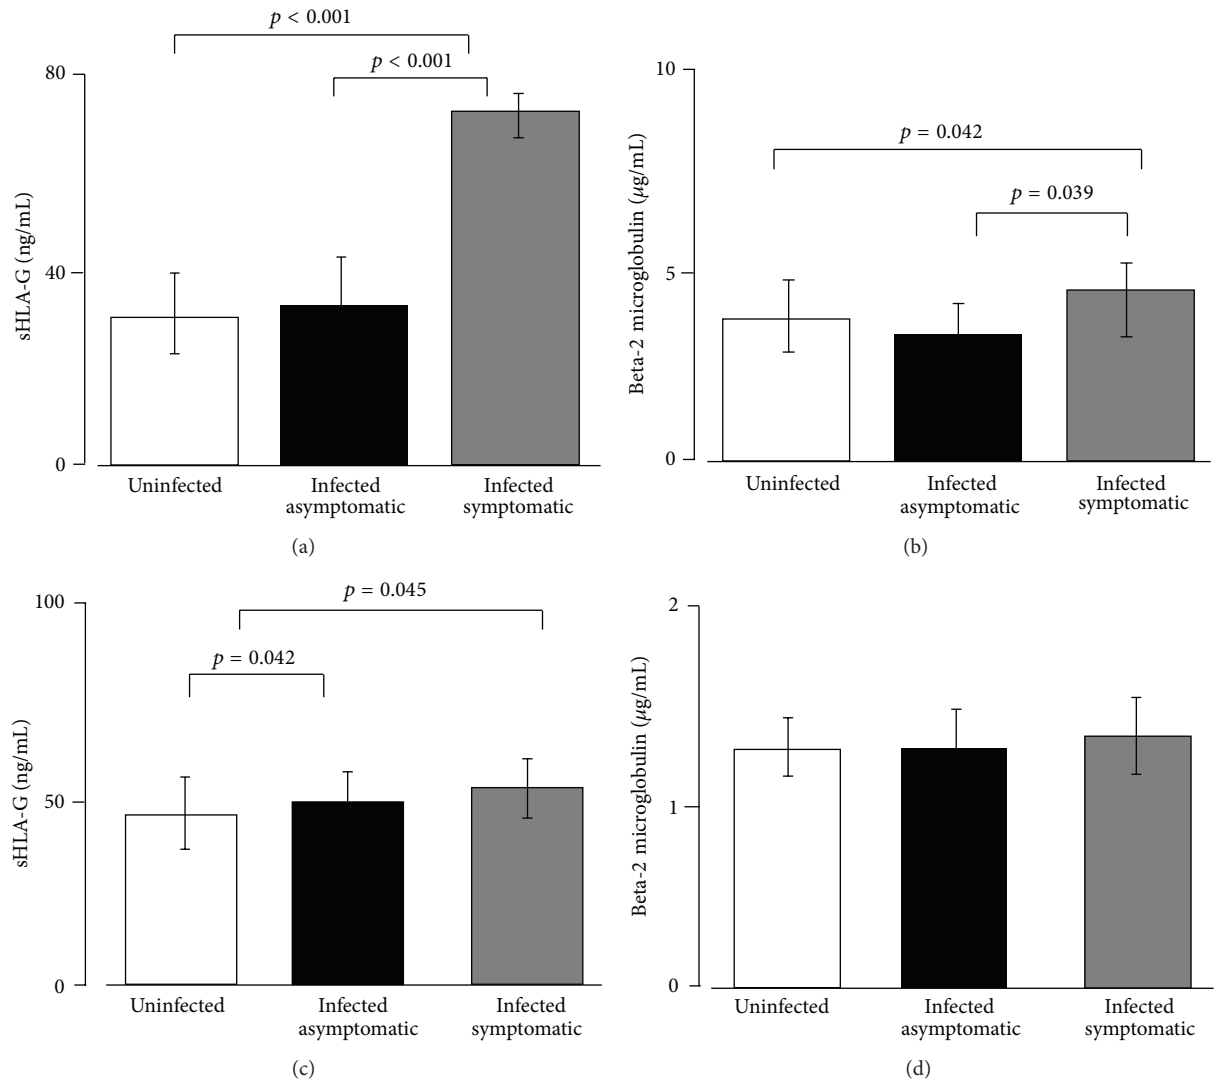 p < 0.001
p < 0.001
80
40
0
sHLA-G (ng/mL)
Uninfected
Infected
asymptomatic
Infected
symptomatic
(a)
p = 0.042
p = 0.039
10
5
0
Beta-2 microglobulin (μg/mL)
Uninfected
Infected
asymptomatic
Infected
symptomatic
(b)
p = 0.045
p = 0.042
100
50
0
sHLA-G (ng/mL)
Uninfected
Infected
asymptomatic
Infected
symptomatic
(c)
2
1
0
Beta-2 microglobulin (μg/mL)
Uninfected
Infected
asymptomatic
Infected
symptomatic
(d)